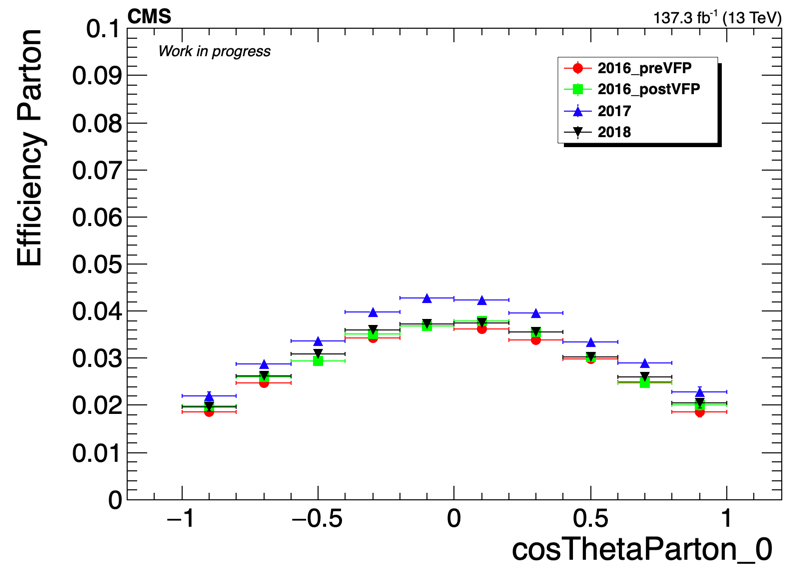 CMS 137.3 fb⁻¹ (13 TeV)
Work in progress
Efficiency Parton
0.1
0.09
0.08
0.07
0.06
0.05
0.04
0.03
0.02
0.01
0
2016_preVFP
2016_postVFP
2017
2018
−1 −0.5 0 0.5 1
cosThetaParton_0